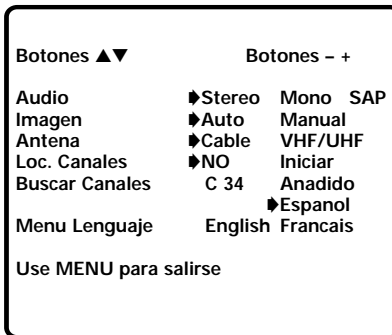 Botones ▲▼ Botones – +
Audio ➧Stereo Mono SAP
Imagen ➧Auto Manual
Antena ➧Cable VHF/UHF
Loc. Canales ➧NO Iniciar
Buscar Canales C 34 Anadido
➧Espanol
Menu Lenguaje English Francais
Use MENU para salirse